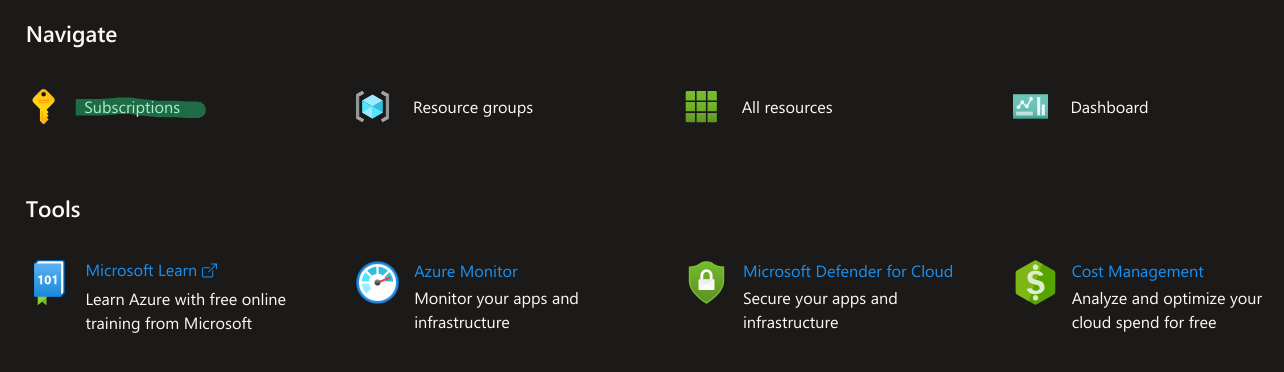 Navigate
Subscriptions
Resource groups
All resources
Dashboard
Tools
101
Microsoft Learn
Learn Azure with free online
training from Microsoft
Azure Monitor
Monitor your apps and
infrastructure
Microsoft Defender for Cloud
Secure your apps and
infrastructure
$
Cost Management
Analyze and optimize your
cloud spend for free